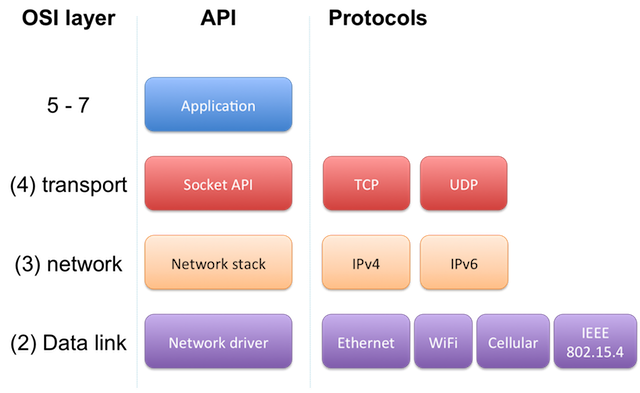 OSI layer API Protocols
5 - 7 Application
(4) transport Socket API TCP UDP
(3) network Network stack IPv4 IPv6
(2) Data link Network driver Ethernet WiFi Cellular IEEE
802.15.4